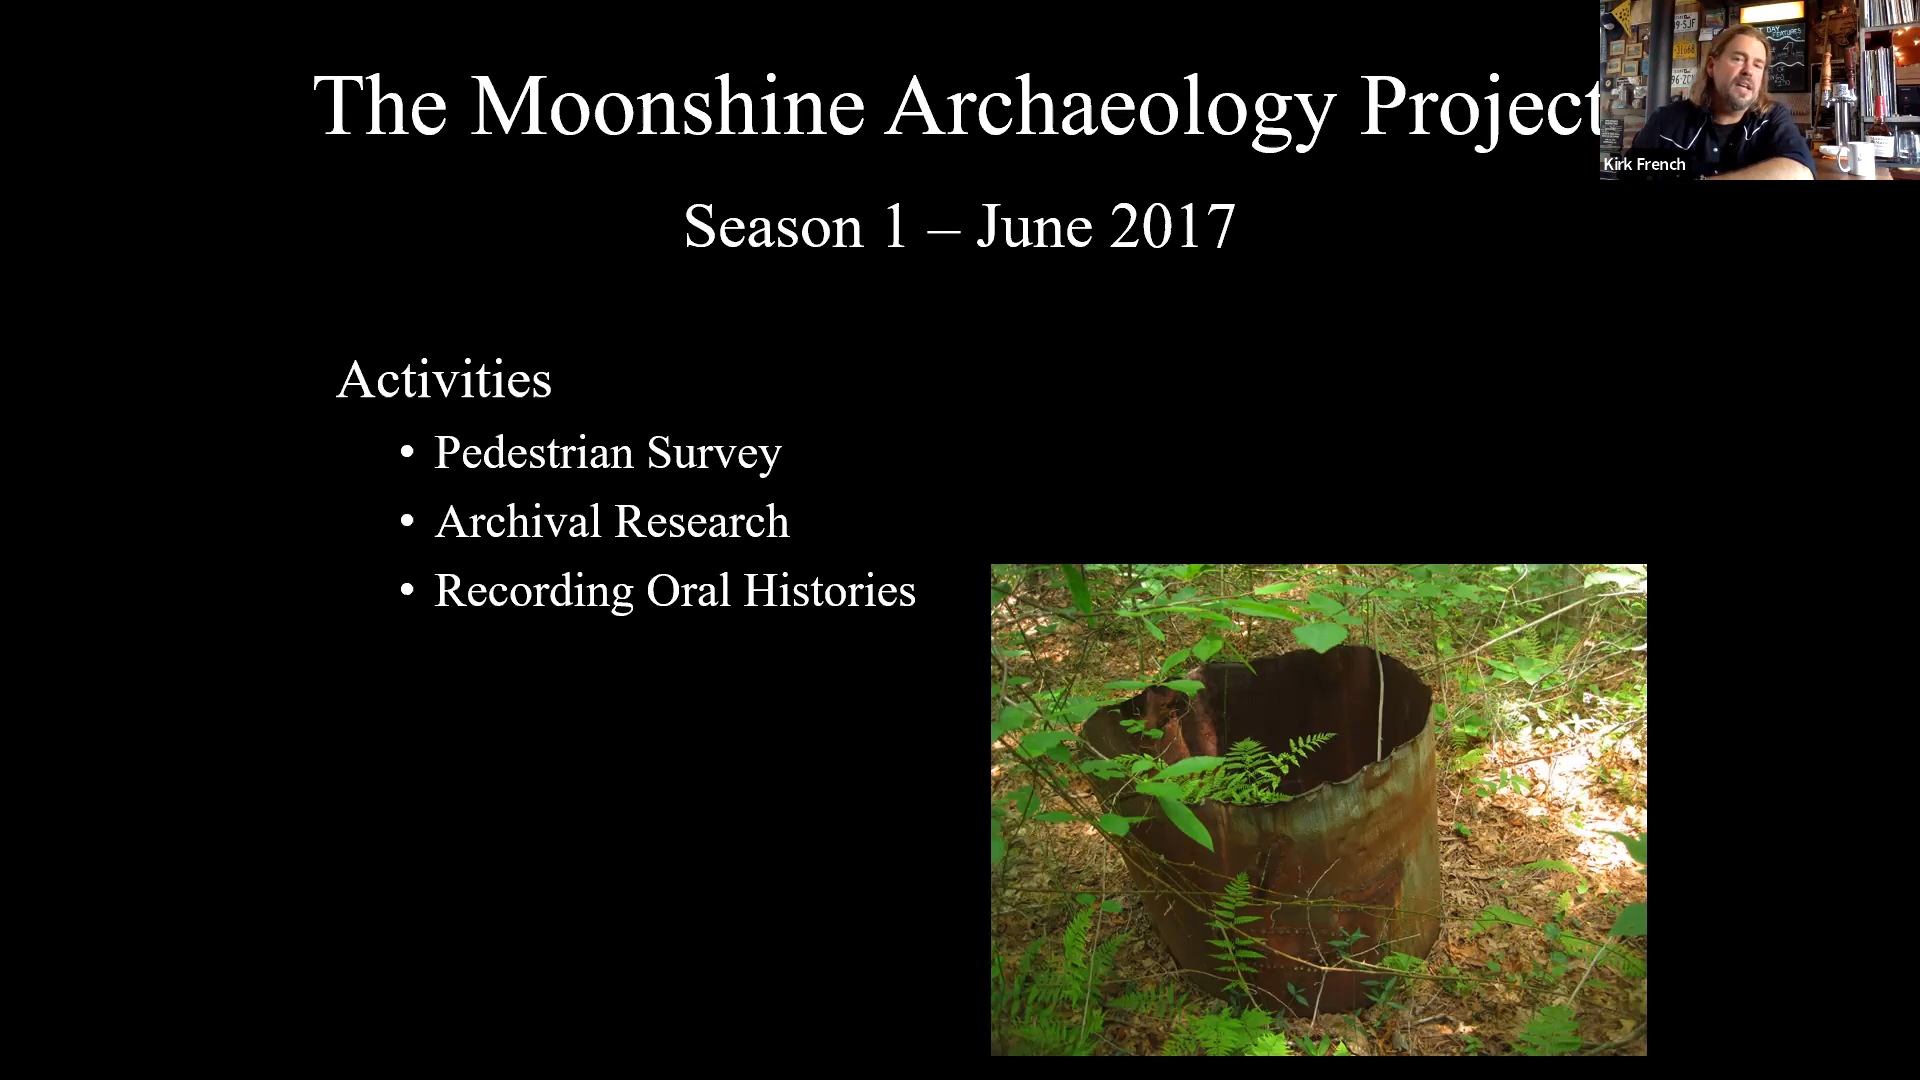 The Moonshine Archaeology Project
Season 1 – June 2017
Activities
• Pedestrian Survey
• Archival Research
• Recording Oral Histories
Kirk French